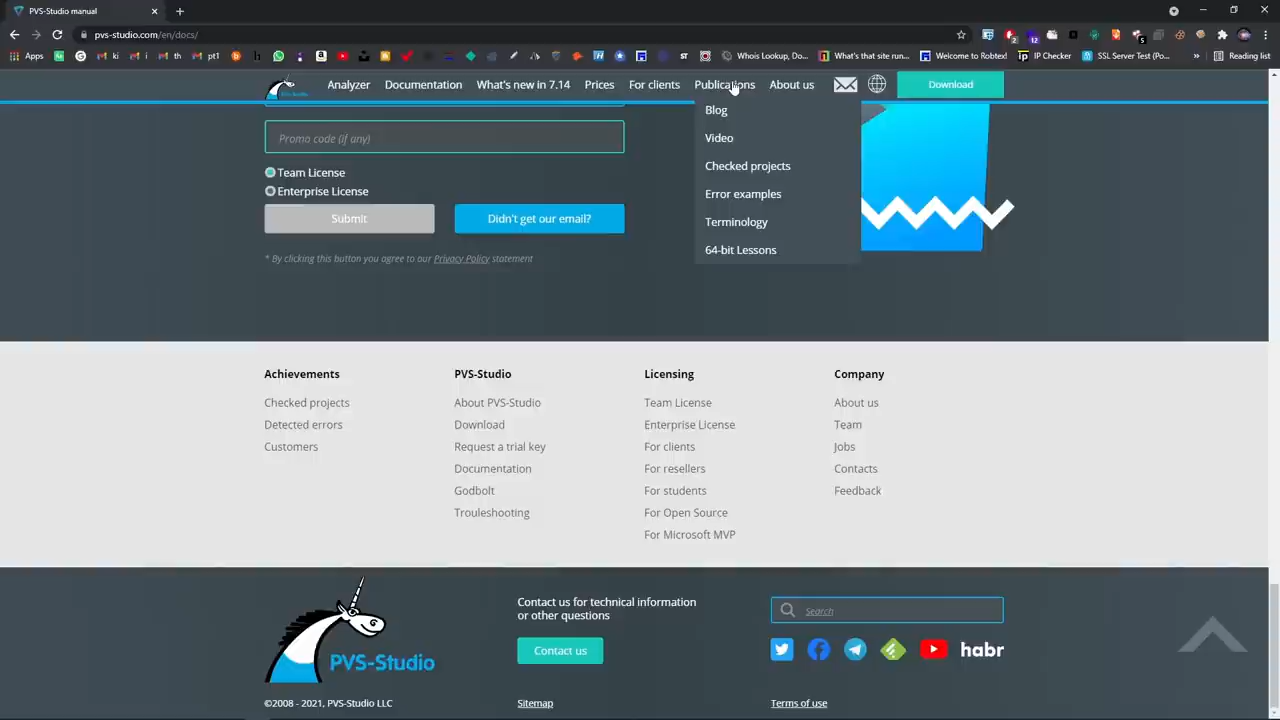 PVS-Studio manual
pvs-studio.com/en/docs/
Apps
ki
i
th
pt1
Whois Lookup, Do...
What's that site run...
Welcome to Robtex!
IP Checker
SSL Server Test (Po...
Reading list
Analyzer
Documentation
What's new in 7.14
Prices
For clients
Publications
About us
Download
Blog
Video
Checked projects
Error examples
Terminology
64-bit Lessons
Promo code (if any)
Team License
Enterprise License
Submit
Didn't get our email?
* By clicking this button you agree to our Privacy Policy statement
Achievements
Checked projects
Detected errors
Customers
PVS-Studio
About PVS-Studio
Download
Request a trial key
Documentation
Godbolt
Trouleshooting
Licensing
Team License
Enterprise License
For clients
For resellers
For students
For Open Source
For Microsoft MVP
Company
About us
Team
Jobs
Contacts
Feedback
PVS-Studio
Contact us for technical information
or other questions
Contact us
Search
habr
©2008 - 2021, PVS-Studio LLC
Sitemap
Terms of use